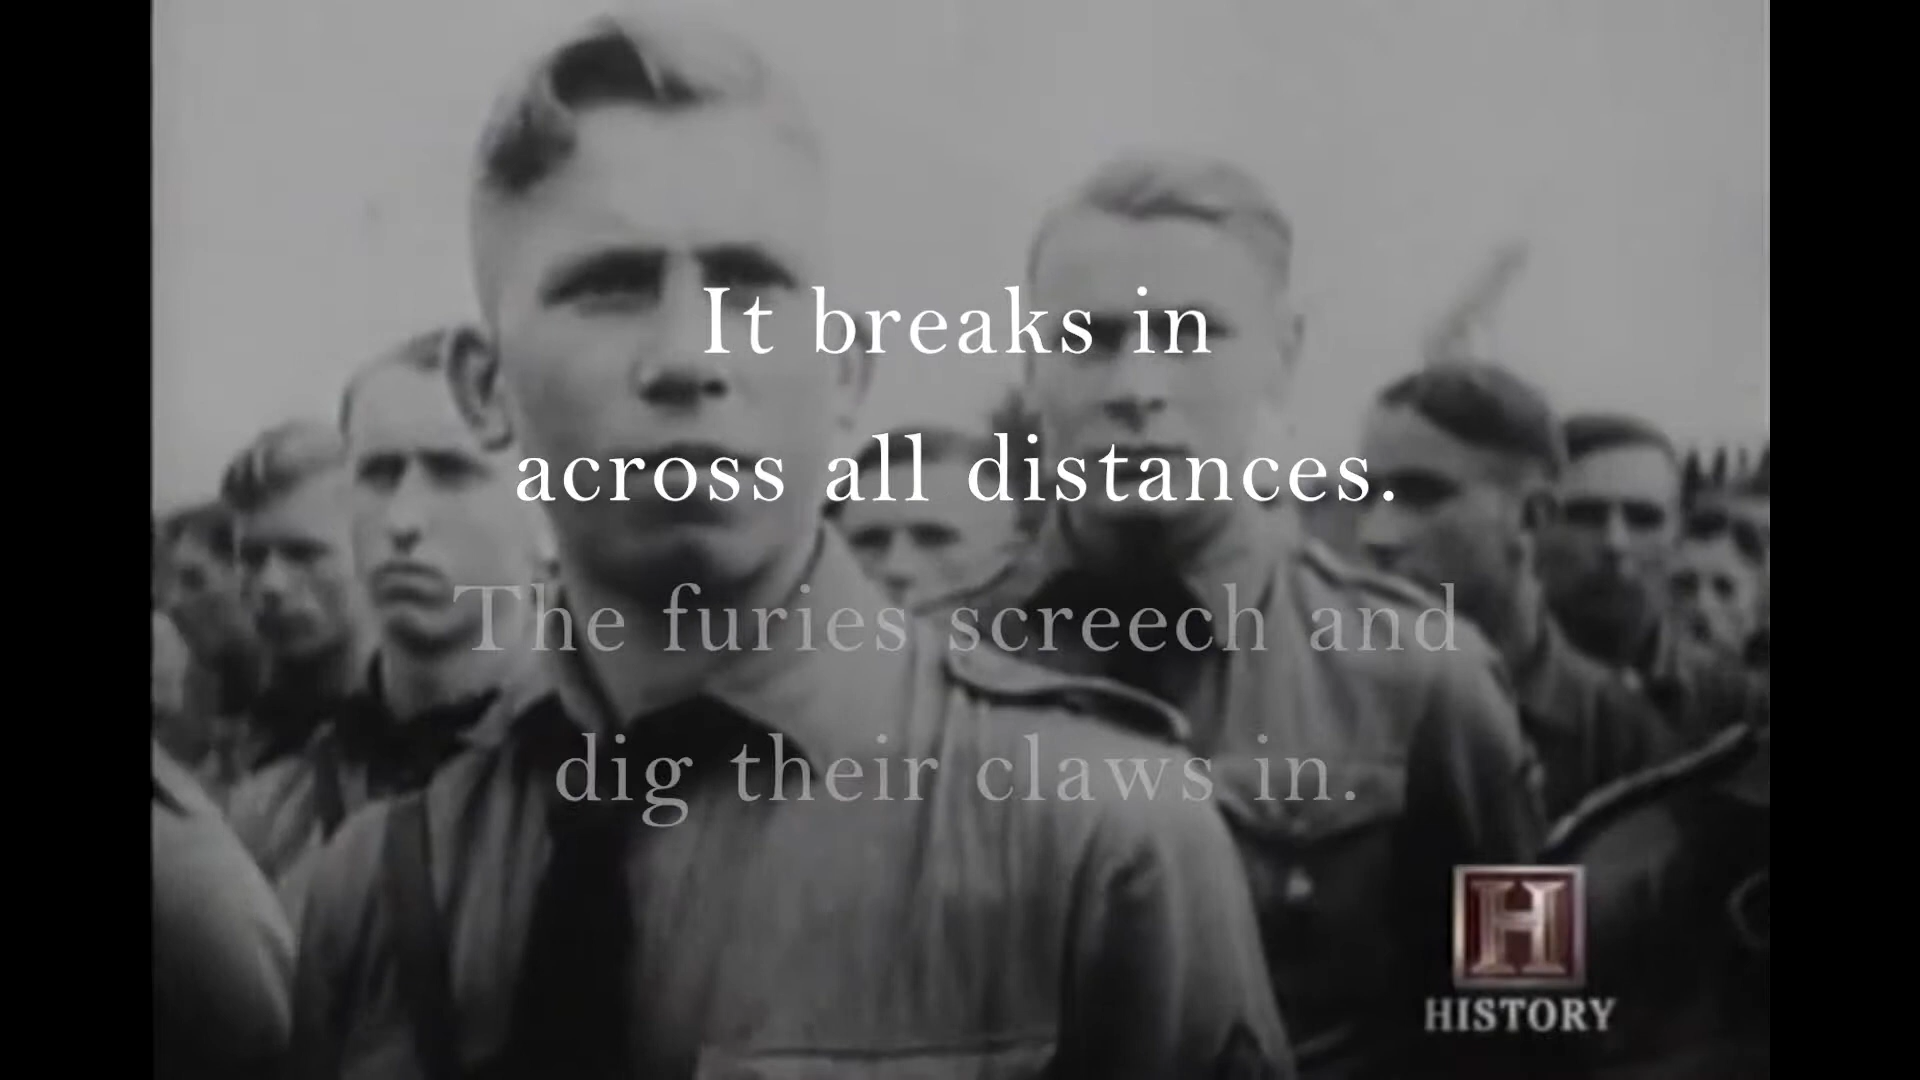 It breaks in
across all distances.
The furies screech and
dig their claws in.
H
HISTORY